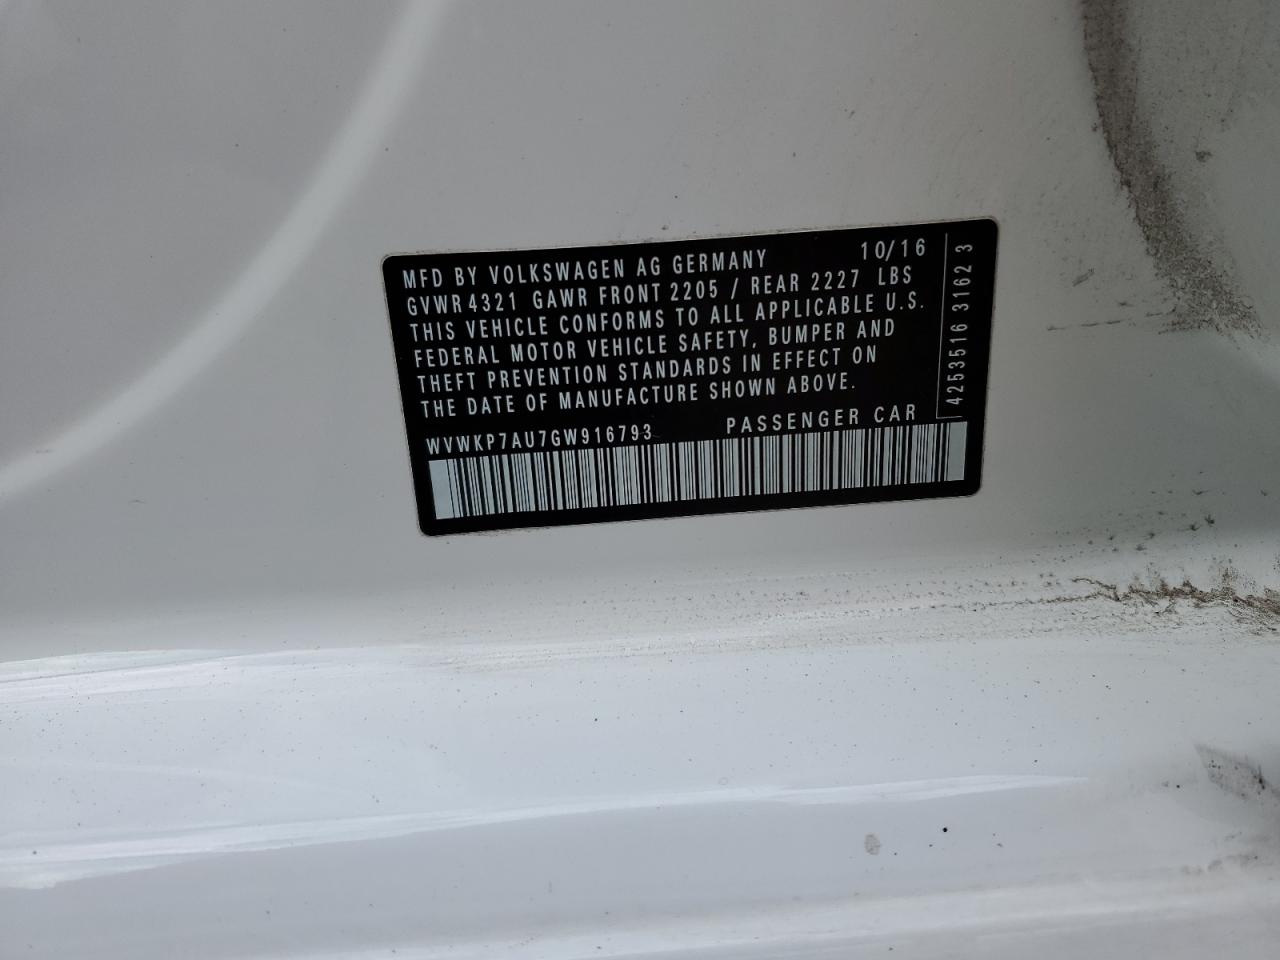 MFD BY VOLKSWAGEN AG GERMANY 10/16
GVWR 4321 GAWR FRONT 2205 / REAR 2227 LBS
THIS VEHICLE CONFORMS TO ALL APPLICABLE U.S.
FEDERAL MOTOR VEHICLE SAFETY, BUMPER AND
THEFT PREVENTION STANDARDS IN EFFECT ON
THE DATE OF MANUFACTURE SHOWN ABOVE.
WVWKP7AU7GW916793 PASSENGER CAR
4253516 3162 3